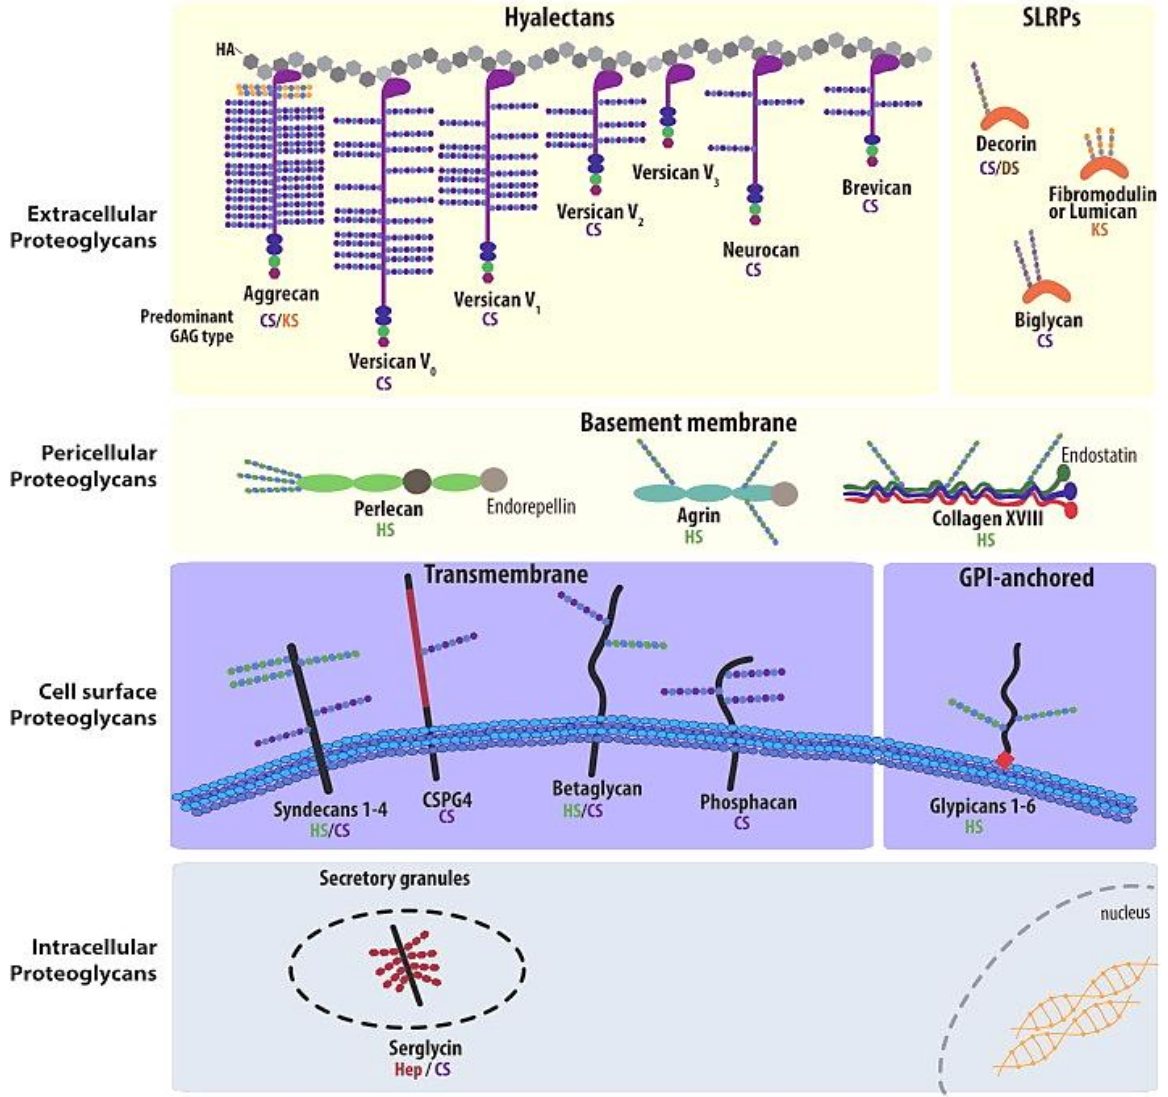 Hyalectans
SLRPs
HA
Extracellular
Proteoglycans
Predominant
GAG type
Aggrecan
CS/KS
Versican V0
CS
Versican V1
CS
Versican V2
CS
Versican V3
Neurocan
CS
Brevican
CS
Decorin
CS/DS
Fibromodulin
or Lumican
KS
Biglycan
CS
Pericellular
Proteoglycans
Basement membrane
Perlecan
HS
Endorepellin
Agrin
HS
Endostatin
Collagen XVIII
HS
Cell surface
Proteoglycans
Transmembrane
GPI-anchored
Syndecans 1-4
HS/CS
CSPG4
CS
Betaglycan
HS/CS
Phosphacan
CS
Glypicans 1-6
HS
Intracellular
Proteoglycans
Secretory granules
Serglycin
Hep / CS
nucleus